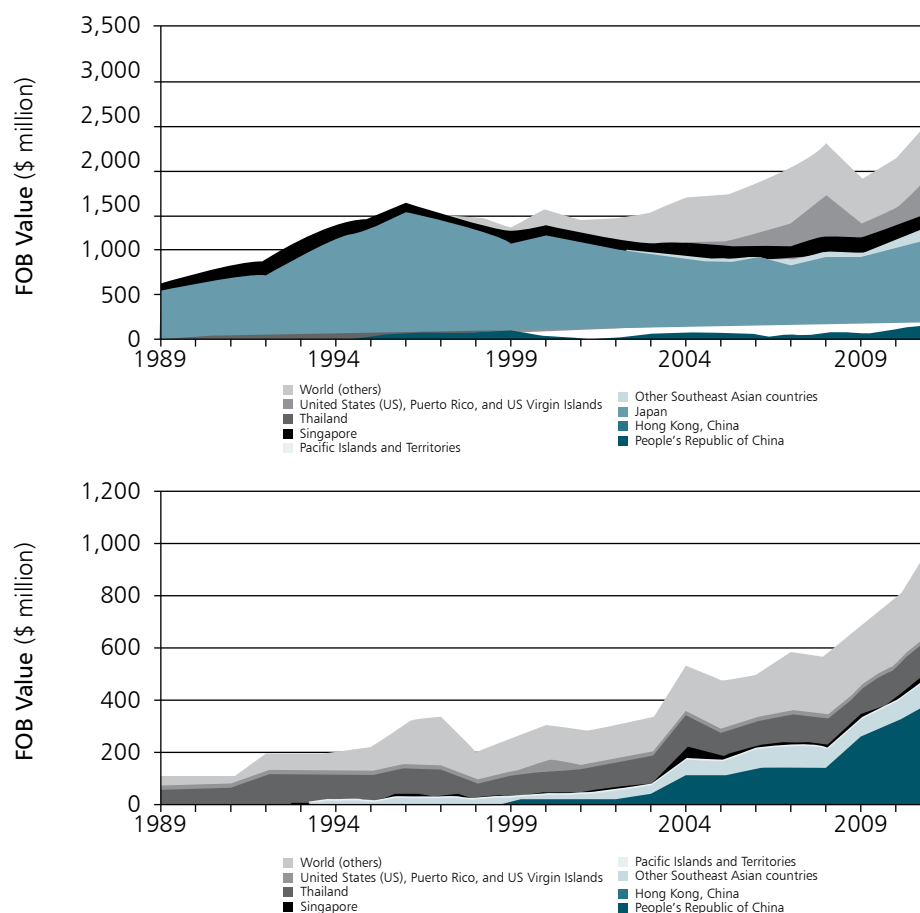 3,500
3,000
2,500
2,000
1,500
1,000
500
0
FOB Value ($ million)
1989 1994 1999 2004 2009
World (others)
United States (US), Puerto Rico, and US Virgin Islands
Thailand
Singapore
Pacific Islands and Territories
Other Southeast Asian countries
Japan
Hong Kong, China
People's Republic of China
1,200
1,000
800
600
400
200
0
FOB Value ($ million)
1989 1994 1999 2004 2009
World (others)
United States (US), Puerto Rico, and US Virgin Islands
Thailand
Singapore
Pacific Islands and Territories
Other Southeast Asian countries
Hong Kong, China
People's Republic of China